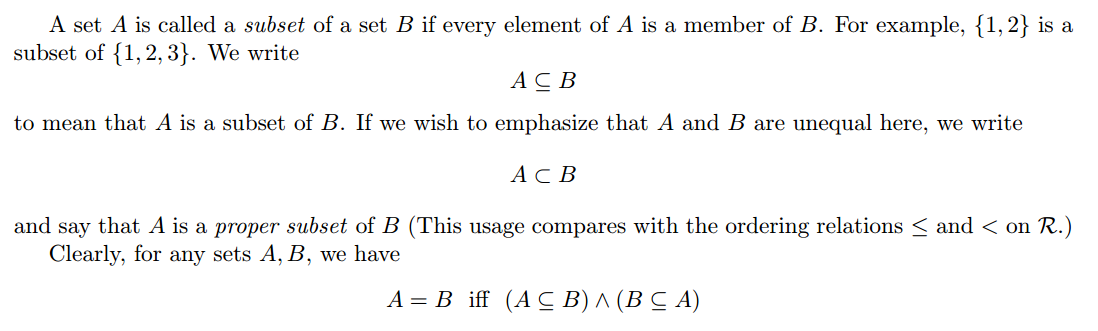 A set A is called a subset of a set B if every element of A is a member of B. For example, {1, 2} is a
subset of {1, 2, 3}. We write
A ⊆ B
to mean that A is a subset of B. If we wish to emphasize that A and B are unequal here, we write
A ⊂ B
and say that A is a proper subset of B (This usage compares with the ordering relations ≤ and < on ℛ.)
Clearly, for any sets A, B, we have
A = B iff (A ⊆ B) ∧ (B ⊆ A)